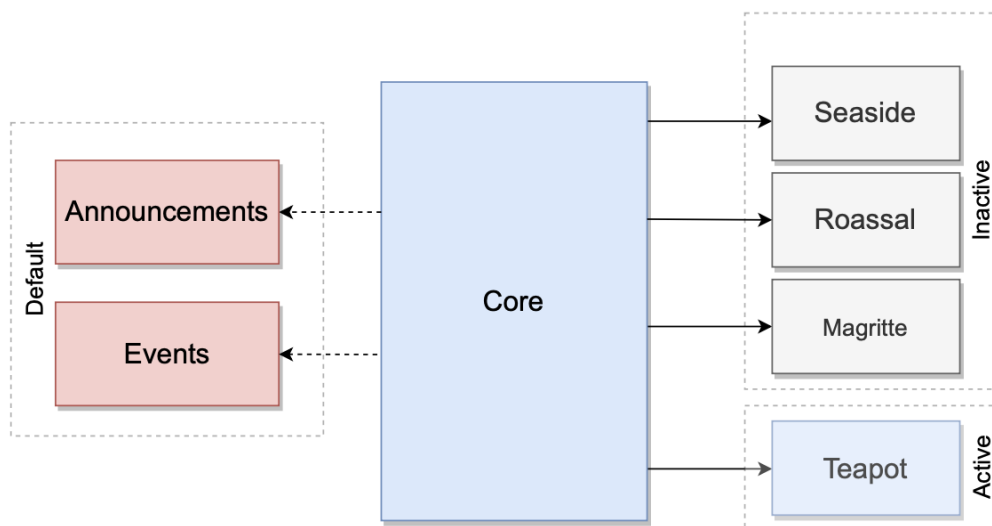 Default
Announcements
Events
Core
Seaside
Roassal
Magritte
Inactive
Teapot
Active